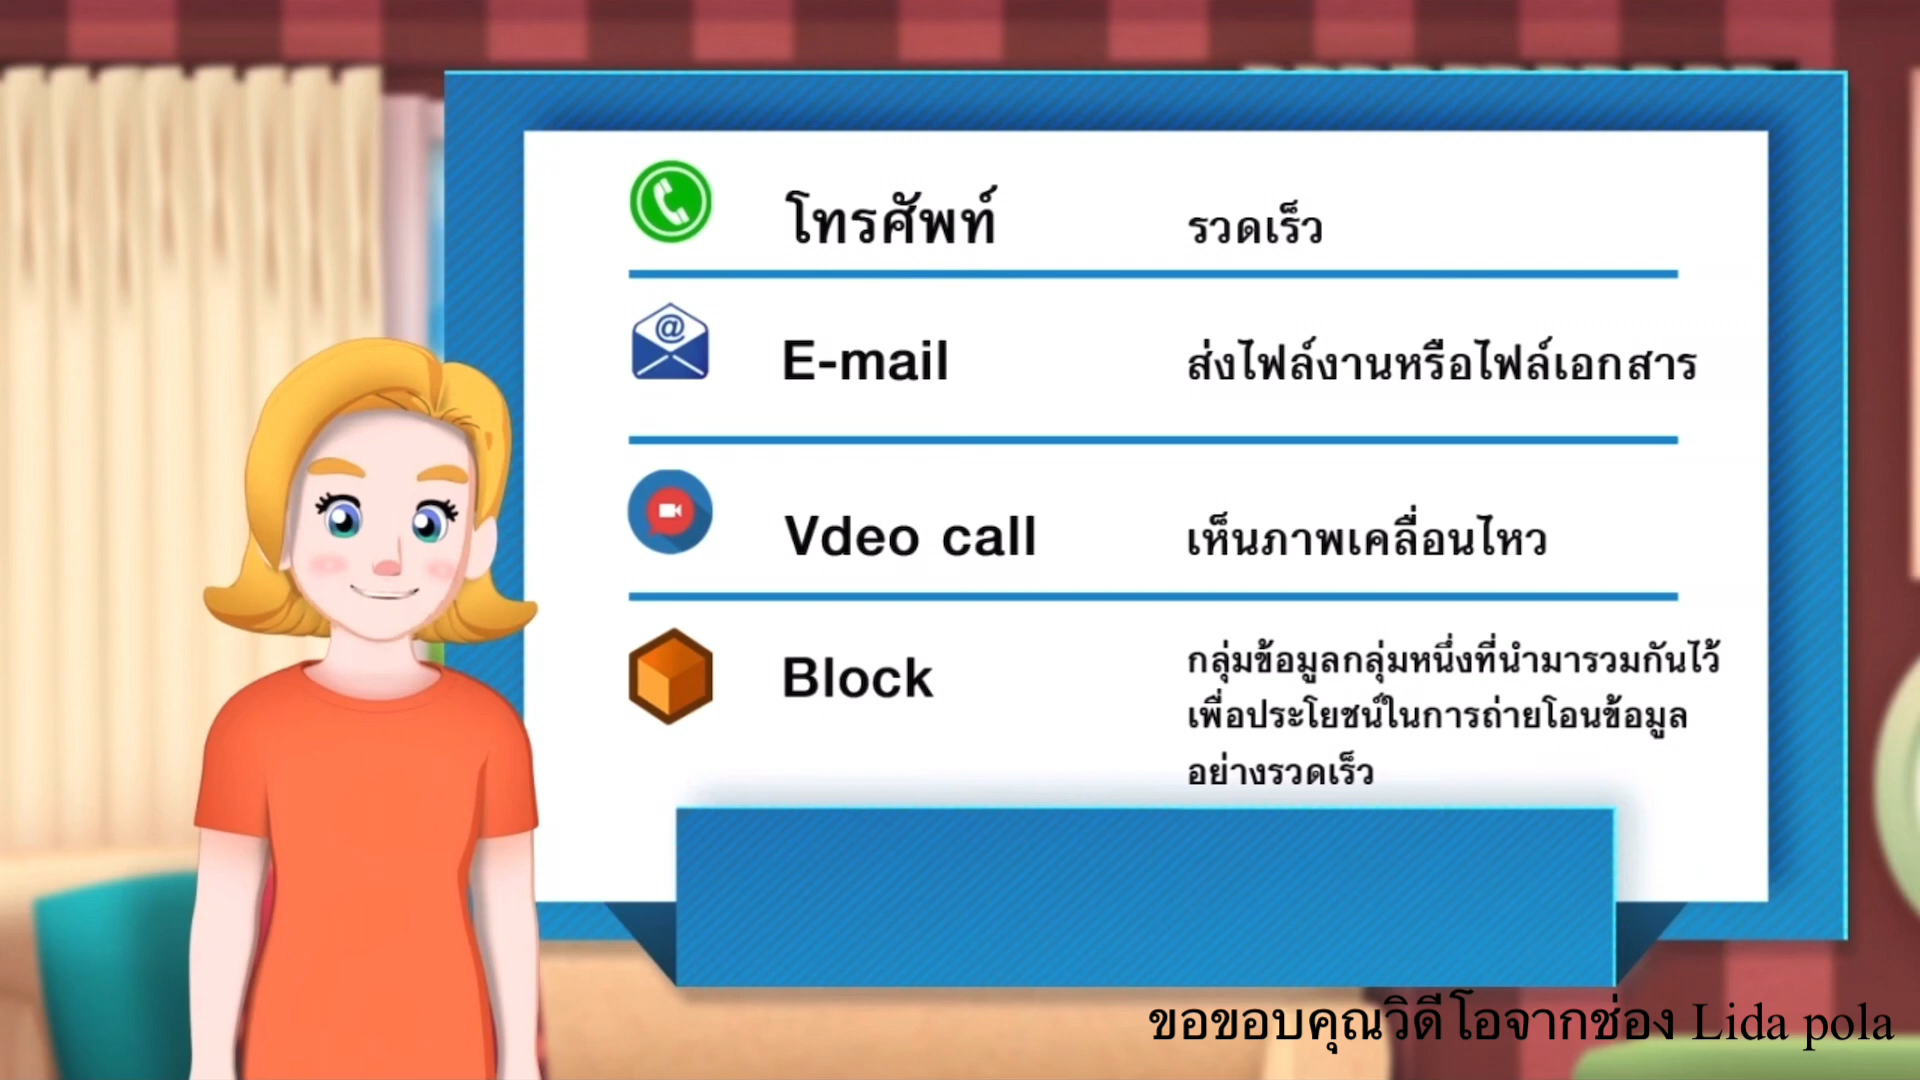 โทรศัพท์ รวดเร็ว
@
E-mail ส่งไฟล์งานหรือไฟล์เอกสาร
Vdeo call เห็นภาพเคลื่อนไหว
Block กลุ่มข้อมูลกลุ่มหนึ่งที่นำมารวมกันไว้
เพื่อประโยชน์ในการถ่ายโอนข้อมูล
อย่างรวดเร็ว
ขอขอบคุณวิดีโอจากช่อง Lida pola